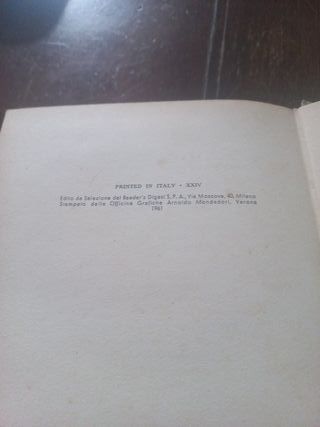 PRINTED IN ITALY • XXIV
Edito da Selezione dal Reader's Digest S. P. A., Via Moscova, 40, Milano
Stampato dalle Officine Grafiche Arnoldo Mondadori, Verona
1961